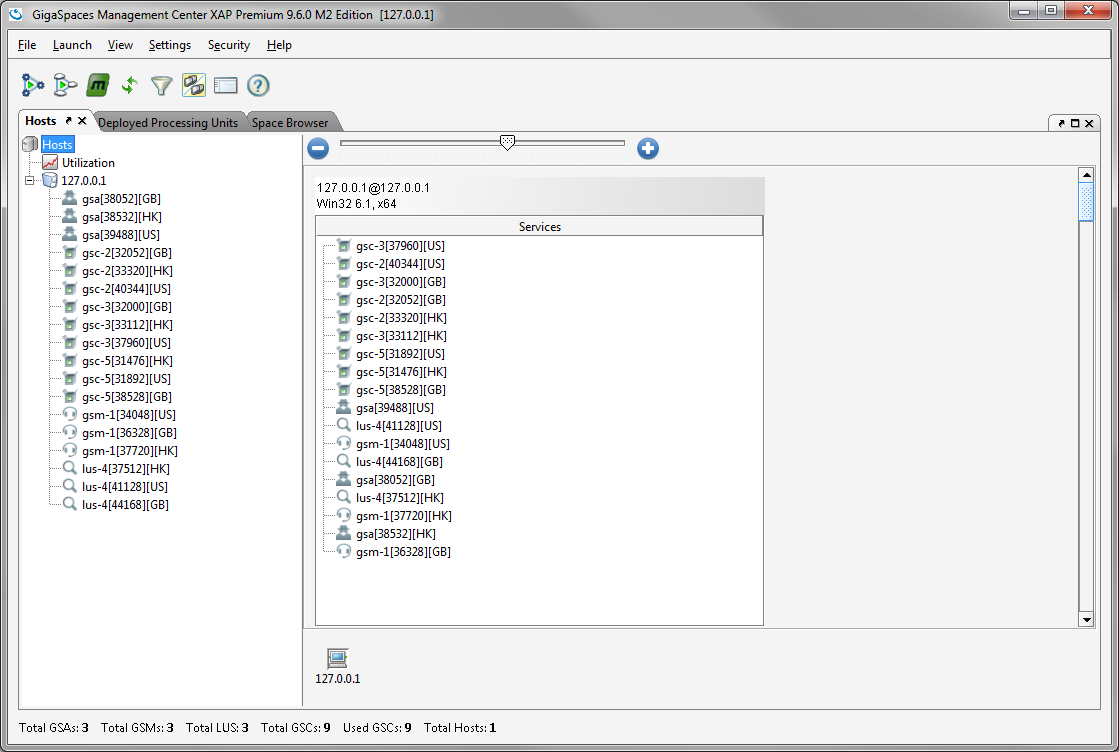 GigaSpaces Management Center XAP Premium 9.6.0 M2 Edition [127.0.0.1]
File Launch View Settings Security Help
m ?
Hosts Deployed Processing Units Space Browser
Hosts
Utilization
127.0.0.1
gsa[38052][GB]
gsa[38532][HK]
gsa[39488][US]
gsc-2[32052][GB]
gsc-2[33320][HK]
gsc-2[40344][US]
gsc-3[32000][GB]
gsc-3[33112][HK]
gsc-3[37960][US]
gsc-5[31476][HK]
gsc-5[31892][US]
gsc-5[38528][GB]
gsm-1[34048][US]
gsm-1[36328][GB]
gsm-1[37720][HK]
lus-4[37512][HK]
lus-4[41128][US]
lus-4[44168][GB]
127.0.0.1@127.0.0.1
Win32 6.1, x64
Services
gsc-3[37960][US]
gsc-2[40344][US]
gsc-3[32000][GB]
gsc-2[32052][GB]
gsc-2[33320][HK]
gsc-3[33112][HK]
gsc-5[31892][US]
gsc-5[31476][HK]
gsc-5[38528][GB]
gsa[39488][US]
lus-4[41128][US]
gsm-1[34048][US]
lus-4[44168][GB]
gsa[38052][GB]
lus-4[37512][HK]
gsm-1[37720][HK]
gsa[38532][HK]
gsm-1[36328][GB]
127.0.0.1
Total GSAs: 3 Total GSMs: 3 Total LUS: 3 Total GSCs: 9 Used GSCs: 9 Total Hosts: 1